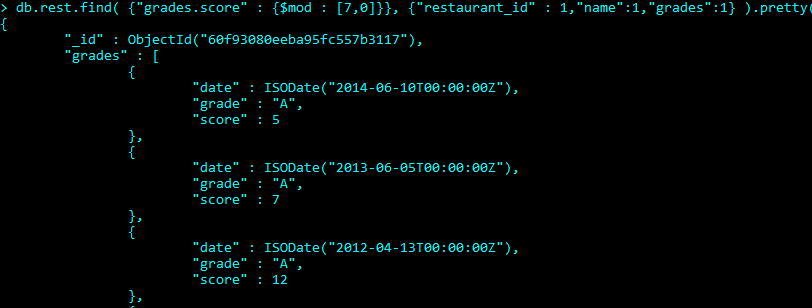 > db.rest.find( {"grades.score" : {$mod : [7,0]}}, {"restaurant_id" : 1,"name":1,"grades":1} ).pretty(
{
"_id" : ObjectId("60f93080eeba95fc557b3117"),
"grades" : [
{
"date" : ISODate("2014-06-10T00:00:00Z"),
"grade" : "A",
"score" : 5
},
{
"date" : ISODate("2013-06-05T00:00:00Z"),
"grade" : "A",
"score" : 7
},
{
"date" : ISODate("2012-04-13T00:00:00Z"),
"grade" : "A",
"score" : 12
},